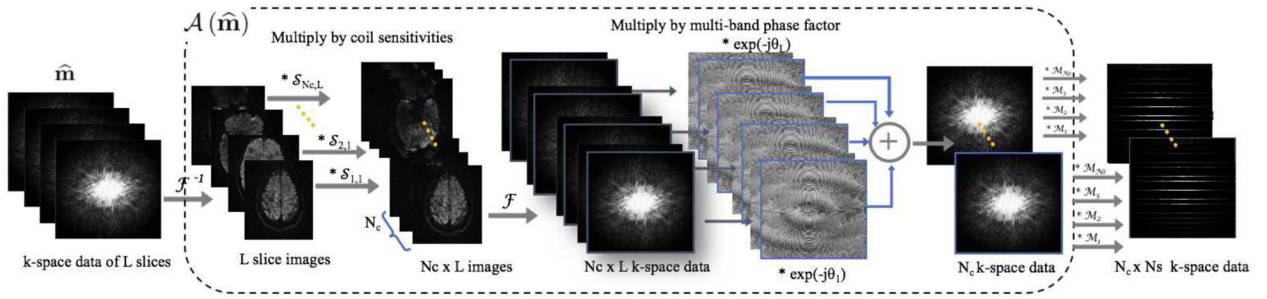 𝒜(m̂)
Multiply by coil sensitivities
Multiply by multi-band phase factor
* exp(-jθL)
m̂
* 𝒮Nc,L
* 𝒮2,1
* 𝒮1,1
ℱ -1
ℱ
Nc
+
* ℳNs
* ℳ3
* ℳ2
* ℳ1
* ℳNs
* ℳ3
* ℳ2
* ℳ1
k-space data of L slices
L slice images
Nc x L images
Nc x L k-space data
* exp(-jθ1)
Nc k-space data
Nc x Ns k-space data